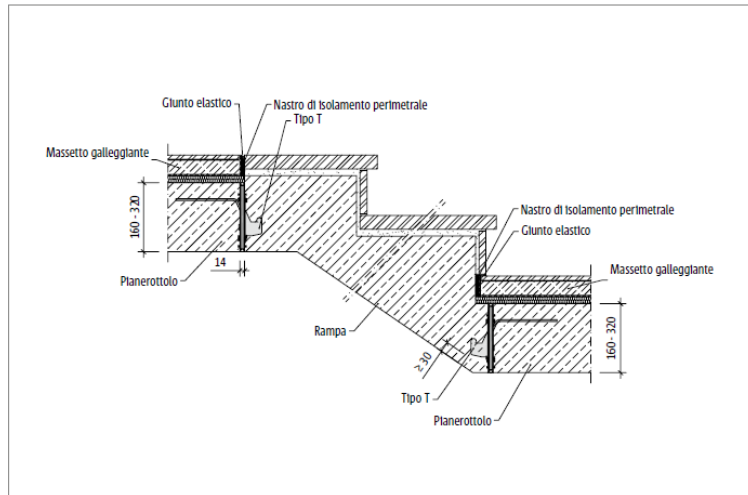 Giunto elastico
Nastro di isolamento perimetrale
Tipo T
Massetto galleggiante
160 - 320
Planerottolo
14
Nastro di isolamento perimetrale
Giunto elastico
Massetto galleggiante
Rampa
≥ 30
160 - 320
Tipo T
Planerottolo